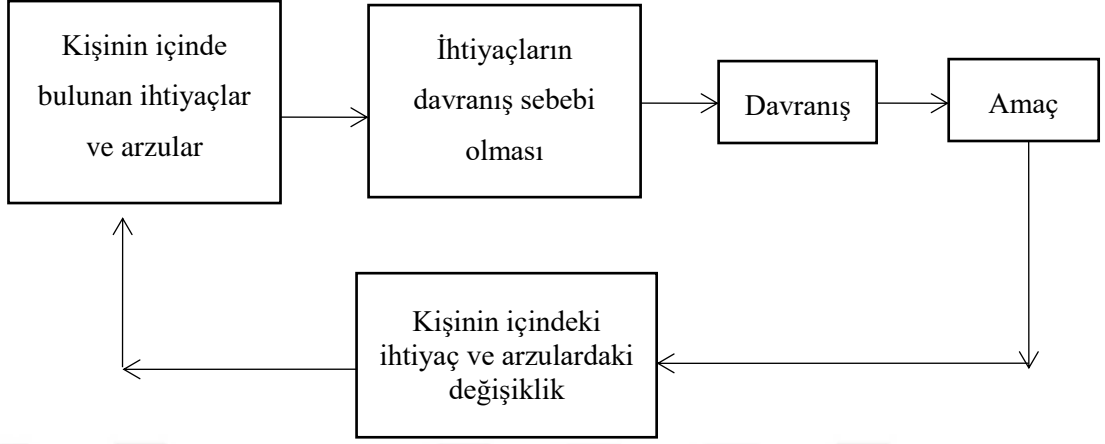 Kişinin içinde
bulunan ihtiyaçlar
ve arzular
İhtiyaçların
davranış sebebi
olması
Davranış
Amaç
Kişinin içindeki
ihtiyaç ve arzulardaki
değişiklik